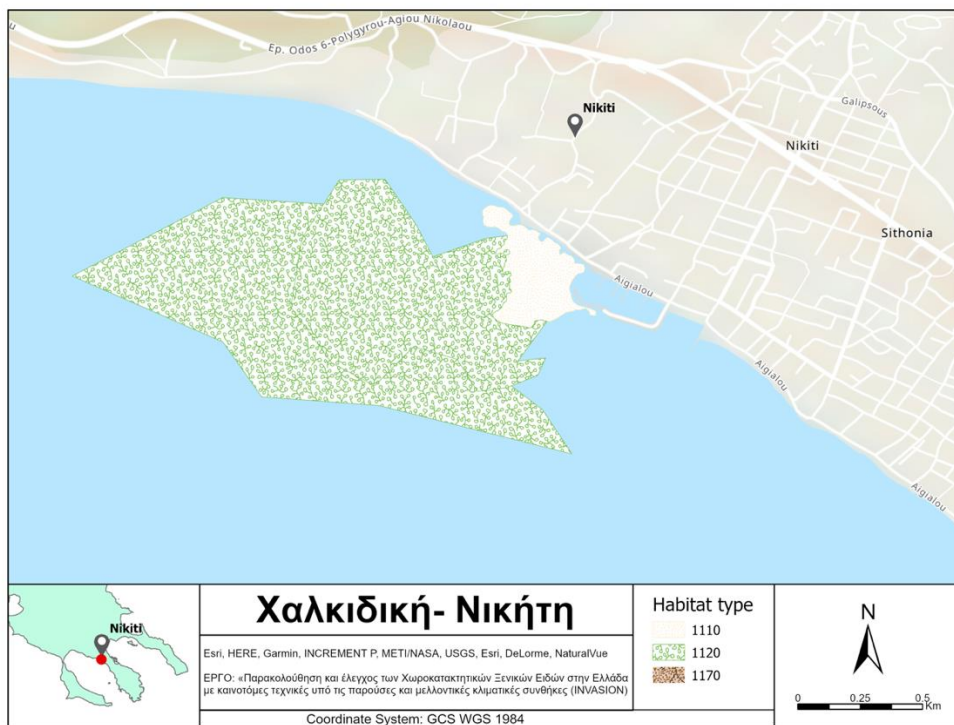 ου
Ep. Odos 6-Polygyrou-Agiou Nikolaou
Galipsous
Nikiti
Nikiti
Sithonia
Aigialou
Aigialou
Aigialou
Nikiti
Χαλκιδική- Νικήτη
Esri, HERE, Garmin, INCREMENT P, METI/NASA, USGS, Esri, DeLorme, NaturalVue
ΕΡΓΟ: «Παρακολούθηση και έλεγχος των Χωροκατακτητικών Ξενικών Ειδών στην Ελλάδα
με καινοτόμες τεχνικές υπό τις παρούσες και μελλοντικές κλιματικές συνθήκες (INVASION)
Coordinate System: GCS WGS 1984
Habitat type
1110
1120
1170
N
0 0.25 0.5
Km